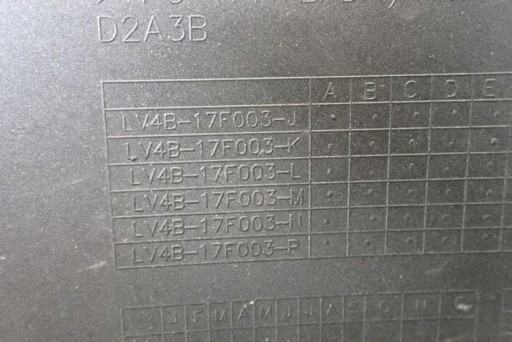 D2A3B
A B C D E
LV4B-17F003-J
LV4B-17F003-K
LV4B-17F003-L
LV4B-17F003-M
LV4B-17F003-N
LV4B-17F003-P
J F M A M J J A S O N